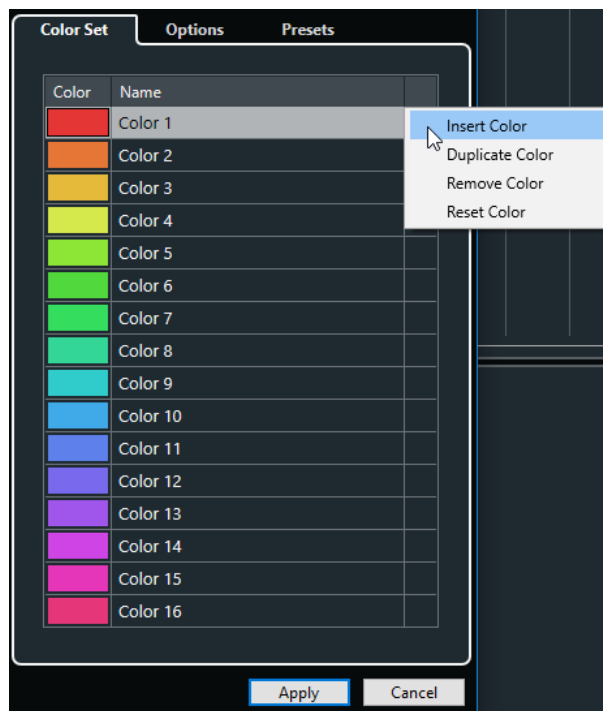 Color Set Options Presets
Color Name
Color 1
Insert Color
Color 2
Duplicate Color
Color 3
Remove Color
Color 4
Reset Color
Color 5
Color 6
Color 7
Color 8
Color 9
Color 10
Color 11
Color 12
Color 13
Color 14
Color 15
Color 16
Apply Cancel